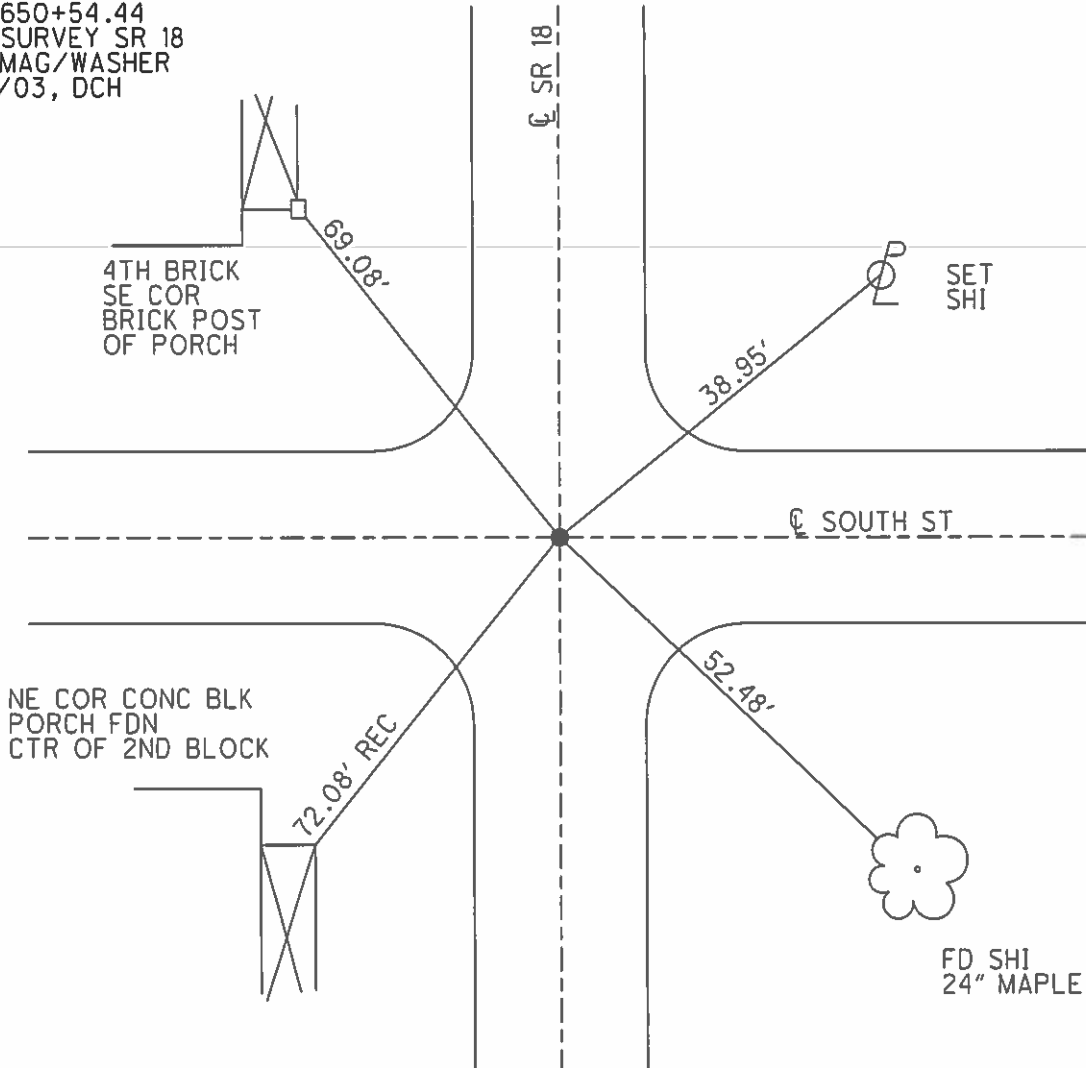 650+54.44
SURVEY SR 18
MAG/WASHER
/03, DCH
℄ SR 18
69.08'
4TH BRICK
SE COR
BRICK POST
OF PORCH
P
SET
SHI
38.95'
℄ SOUTH ST
NE COR CONC BLK
PORCH FDN
CTR OF 2ND BLOCK
72.08' REC
52.48'
FD SHI
24" MAPLE